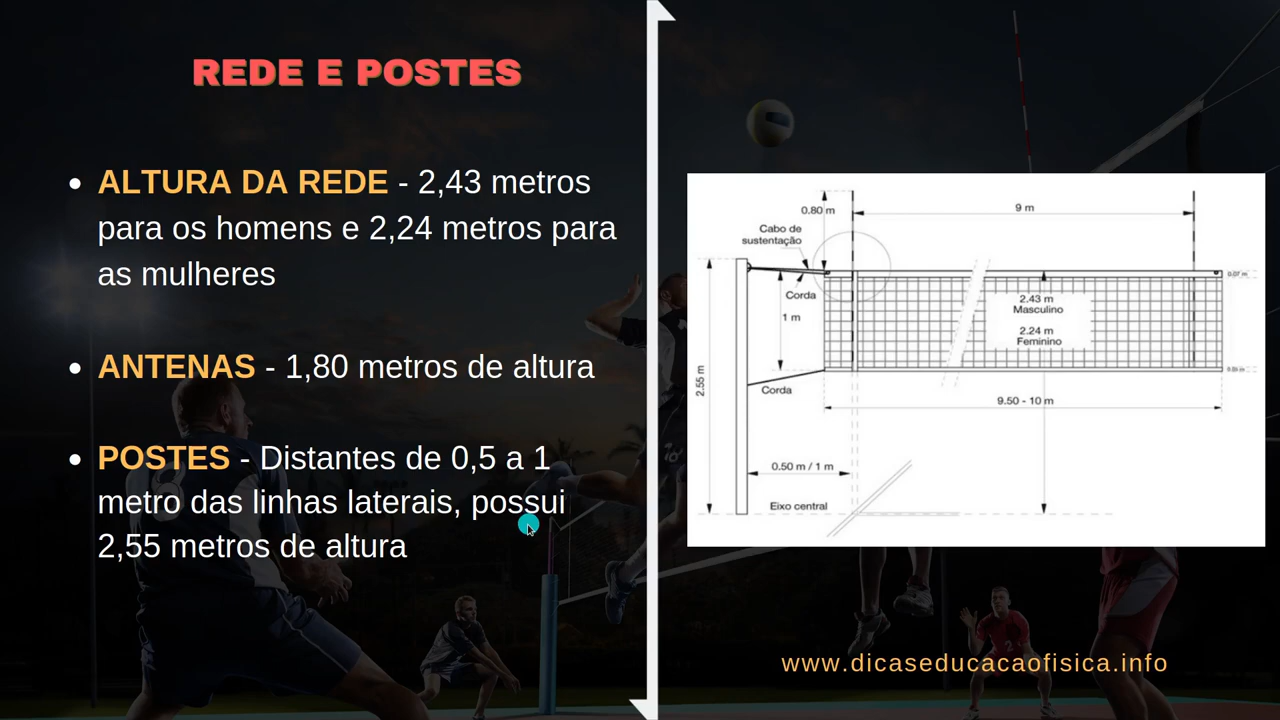 REDE E POSTES
ALTURA DA REDE - 2,43 metros
para os homens e 2,24 metros para
as mulheres
ANTENAS - 1,80 metros de altura
POSTES - Distantes de 0,5 a 1
metro das linhas laterais, possui
2,55 metros de altura
0.80 m
9 m
Cabo de
sustentação
Corda
1 m
2.43 m
Masculino
2.24 m
Feminino
2.55 m
Corda
9.50 - 10 m
0.50 m / 1 m
Eixo central
0.07 m
www.dicaseducacaofisica.info